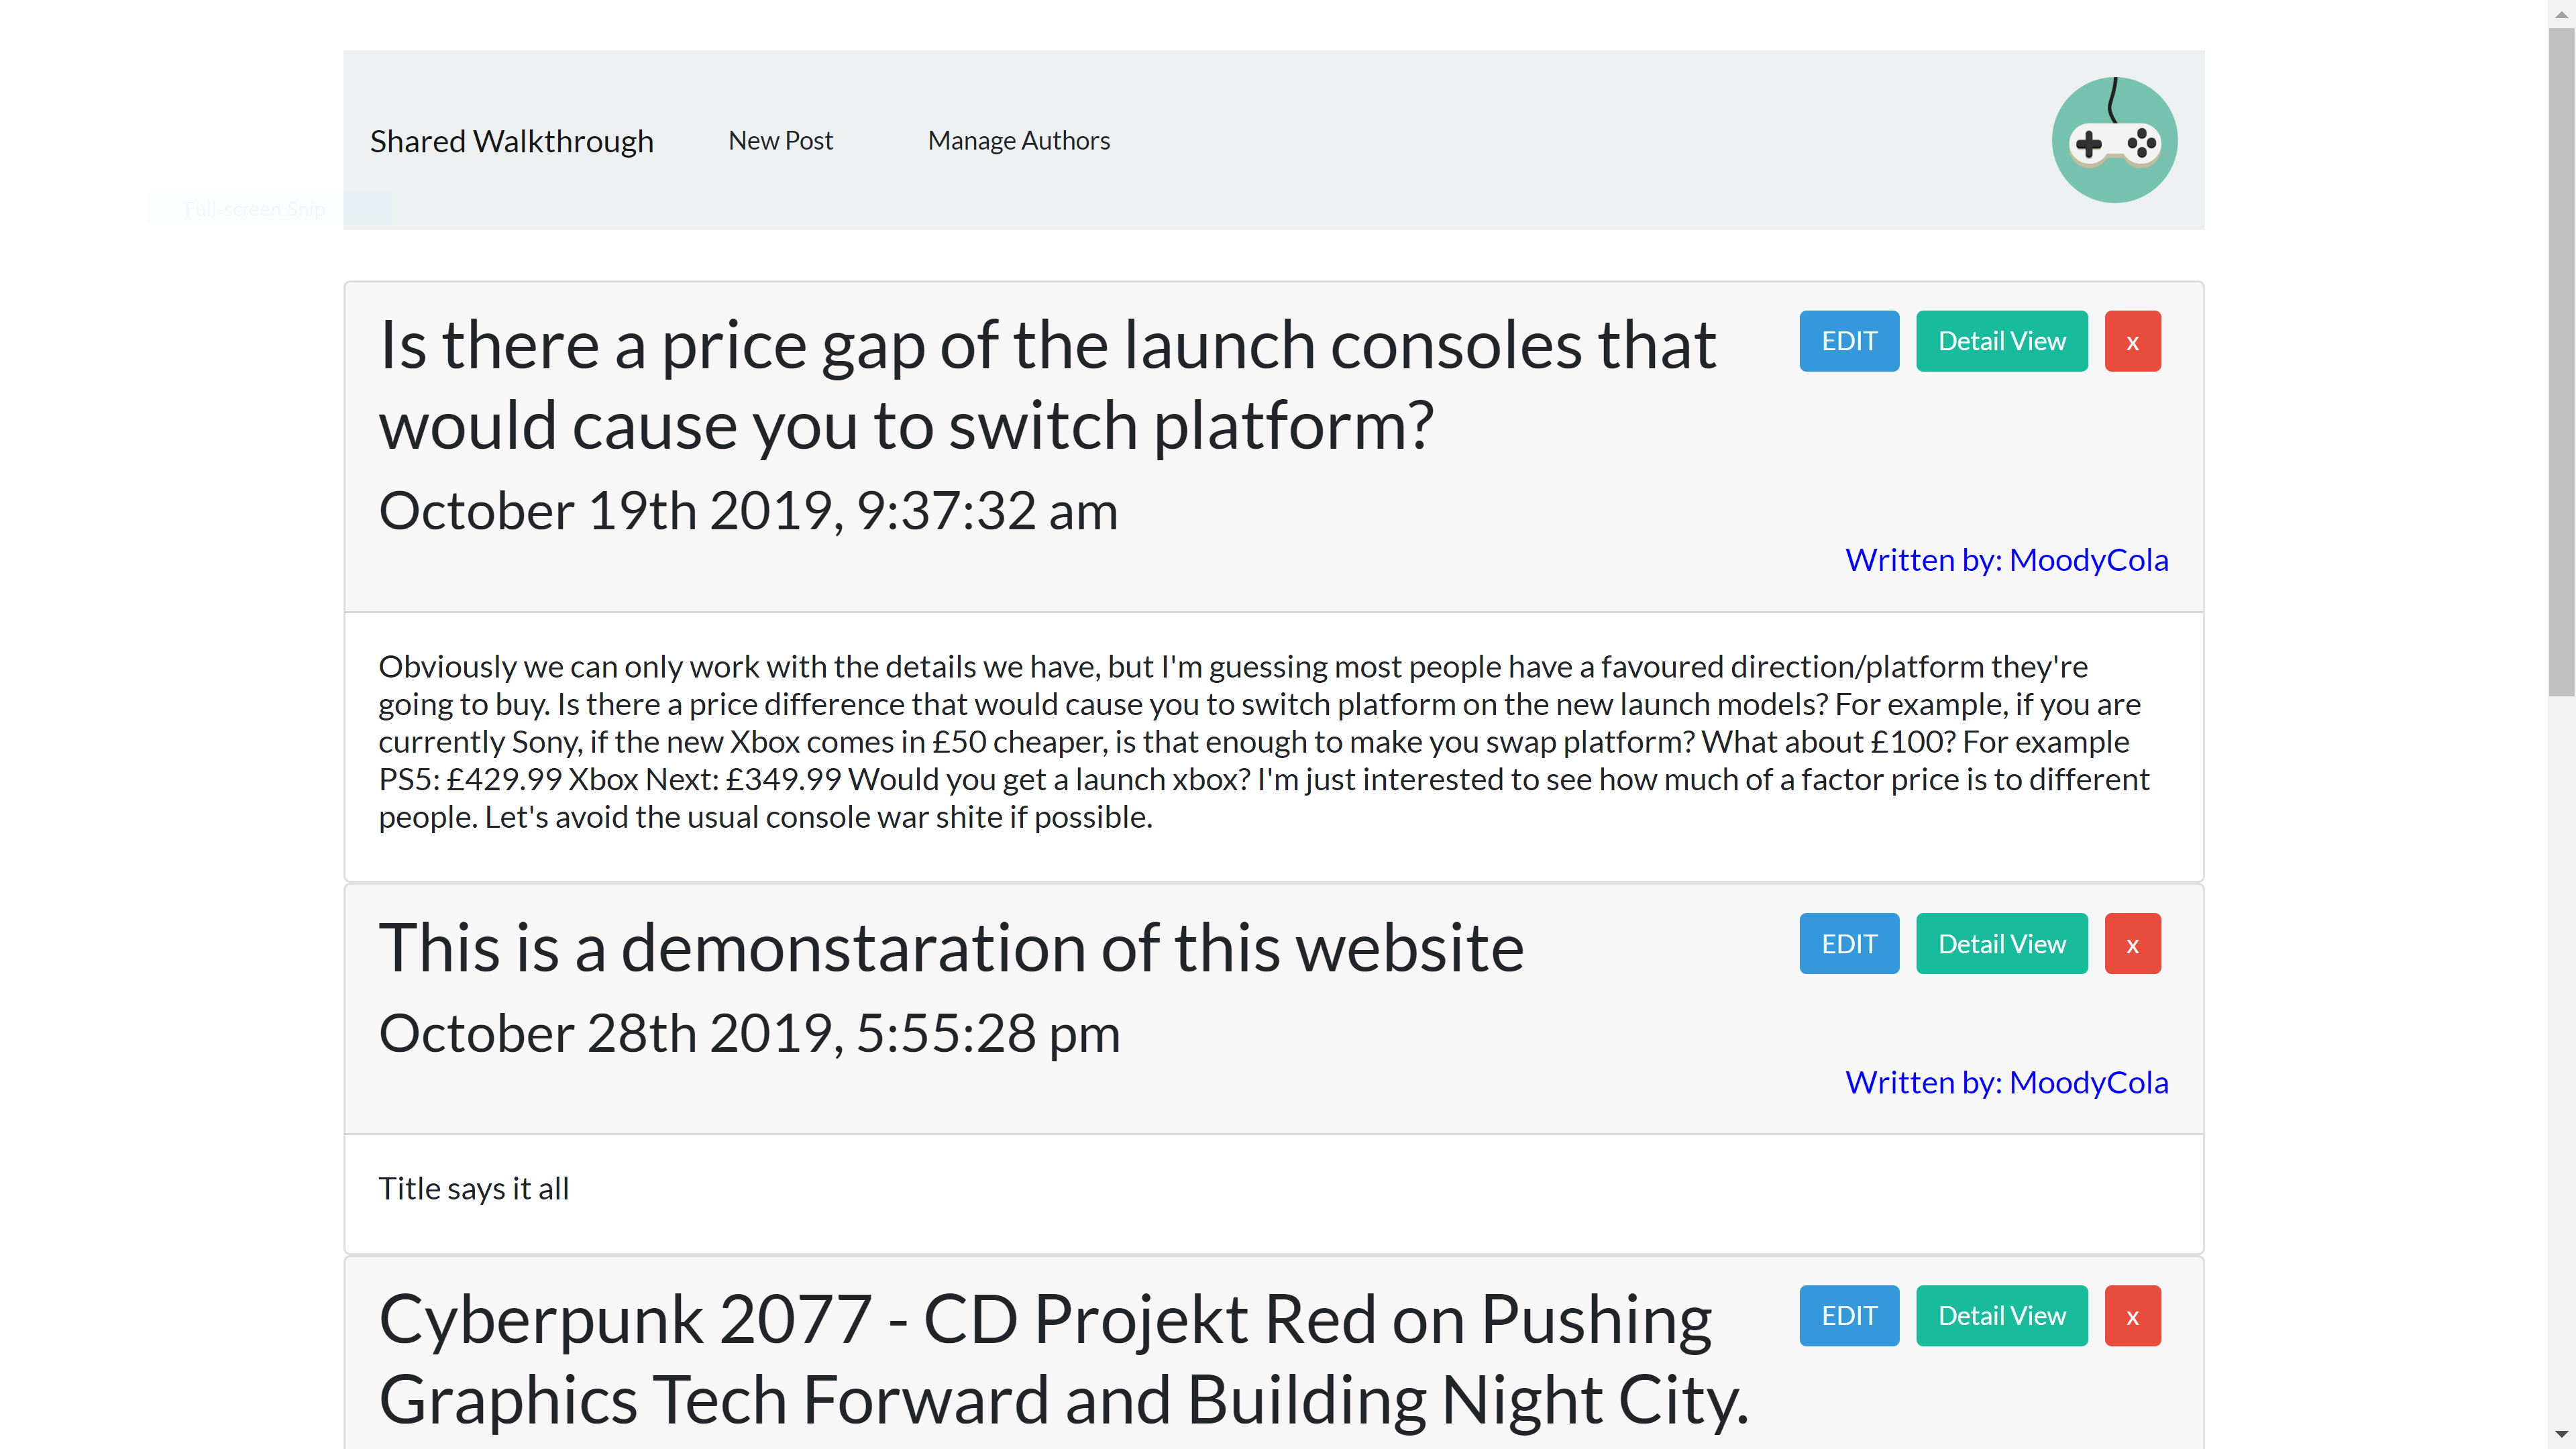 Shared Walkthrough New Post Manage Authors
Full-screen Snip
Is there a price gap of the launch consoles that
would cause you to switch platform?
EDIT Detail View x
October 19th 2019, 9:37:32 am
Written by: MoodyCola
Obviously we can only work with the details we have, but I'm guessing most people have a favoured direction/platform they're
going to buy. Is there a price difference that would cause you to switch platform on the new launch models? For example, if you are
currently Sony, if the new Xbox comes in £50 cheaper, is that enough to make you swap platform? What about £100? For example
PS5: £429.99 Xbox Next: £349.99 Would you get a launch xbox? I'm just interested to see how much of a factor price is to different
people. Let's avoid the usual console war shite if possible.
This is a demonstaration of this website
EDIT Detail View x
October 28th 2019, 5:55:28 pm
Written by: MoodyCola
Title says it all
Cyberpunk 2077 - CD Projekt Red on Pushing
Graphics Tech Forward and Building Night City.
EDIT Detail View x